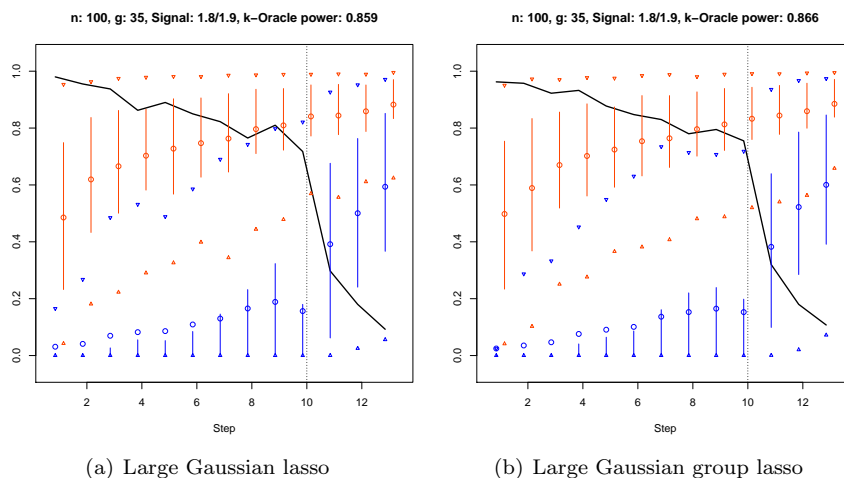 n: 100, g: 35, Signal: 1.8/1.9, k−Oracle power: 0.859
1.0
0.8
0.6
0.4
0.2
0.0
2 4 6 8 10 12
Step
(a) Large Gaussian lasso
n: 100, g: 35, Signal: 1.8/1.9, k−Oracle power: 0.866
1.0
0.8
0.6
0.4
0.2
0.0
2 4 6 8 10 12
Step
(b) Large Gaussian group lasso